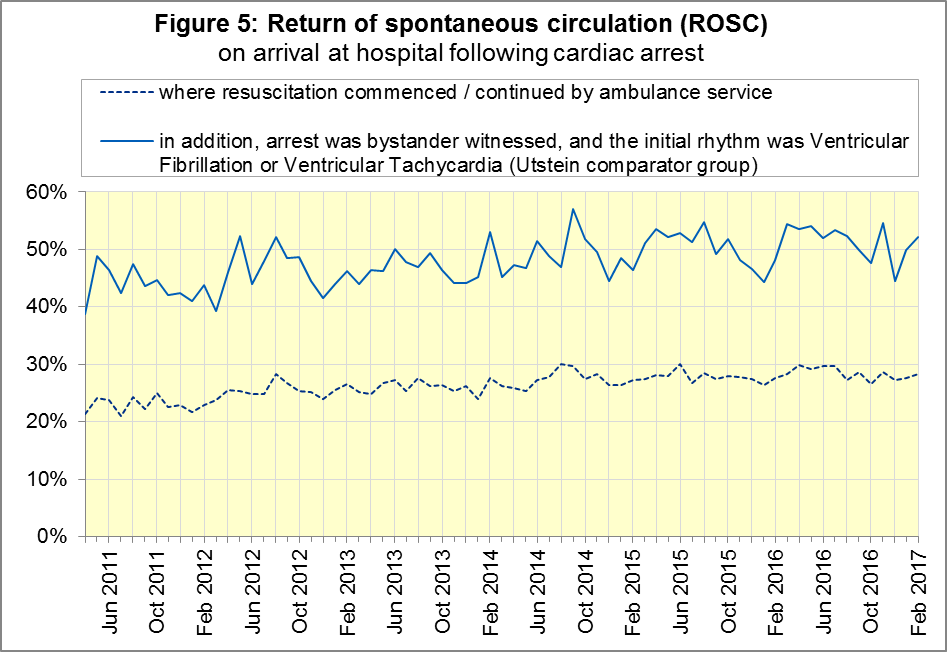 Figure 5: Return of spontaneous circulation (ROSC)
on arrival at hospital following cardiac arrest
where resuscitation commenced / continued by ambulance service
in addition, arrest was bystander witnessed, and the initial rhythm was Ventricular
Fibrillation or Ventricular Tachycardia (Utstein comparator group)
60%
50%
40%
30%
20%
10%
0%
Jun 2011
Oct 2011
Feb 2012
Jun 2012
Oct 2012
Feb 2013
Jun 2013
Oct 2013
Feb 2014
Jun 2014
Oct 2014
Feb 2015
Jun 2015
Oct 2015
Feb 2016
Jun 2016
Oct 2016
Feb 2017